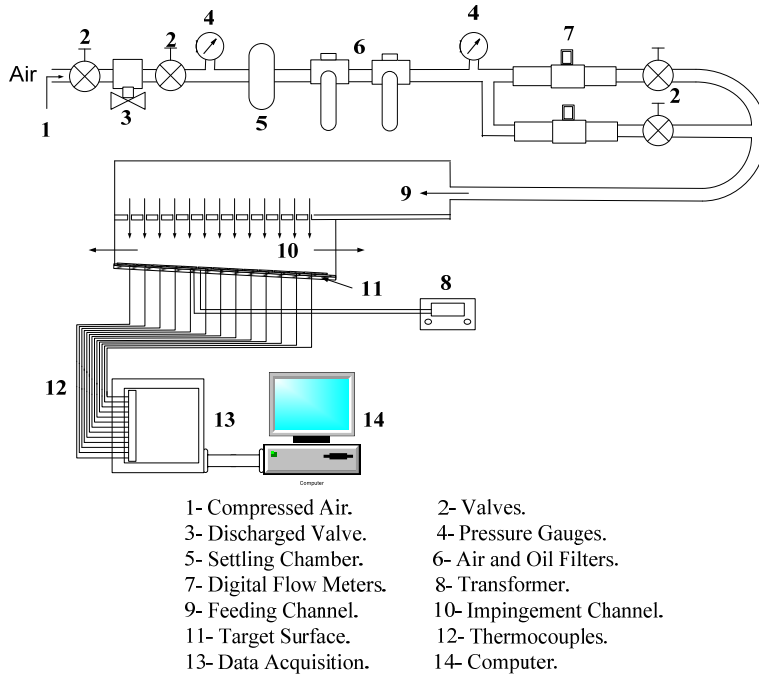 4
4
7
2
2
6
Air
3
5
2
1
9
10
11
8
12
13
14
Computer
1- Compressed Air. 2- Valves.
3- Discharged Valve. 4- Pressure Gauges.
5- Settling Chamber. 6- Air and Oil Filters.
7- Digital Flow Meters. 8- Transformer.
9- Feeding Channel. 10- Impingement Channel.
11- Target Surface. 12- Thermocouples.
13- Data Acquisition. 14- Computer.